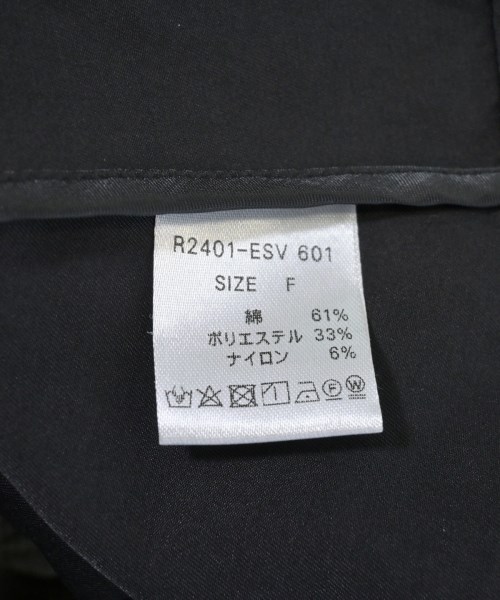 R2401-ESV 601
SIZE F
綿 61%
ポリエステル 33%
ナイロン 6%
F W